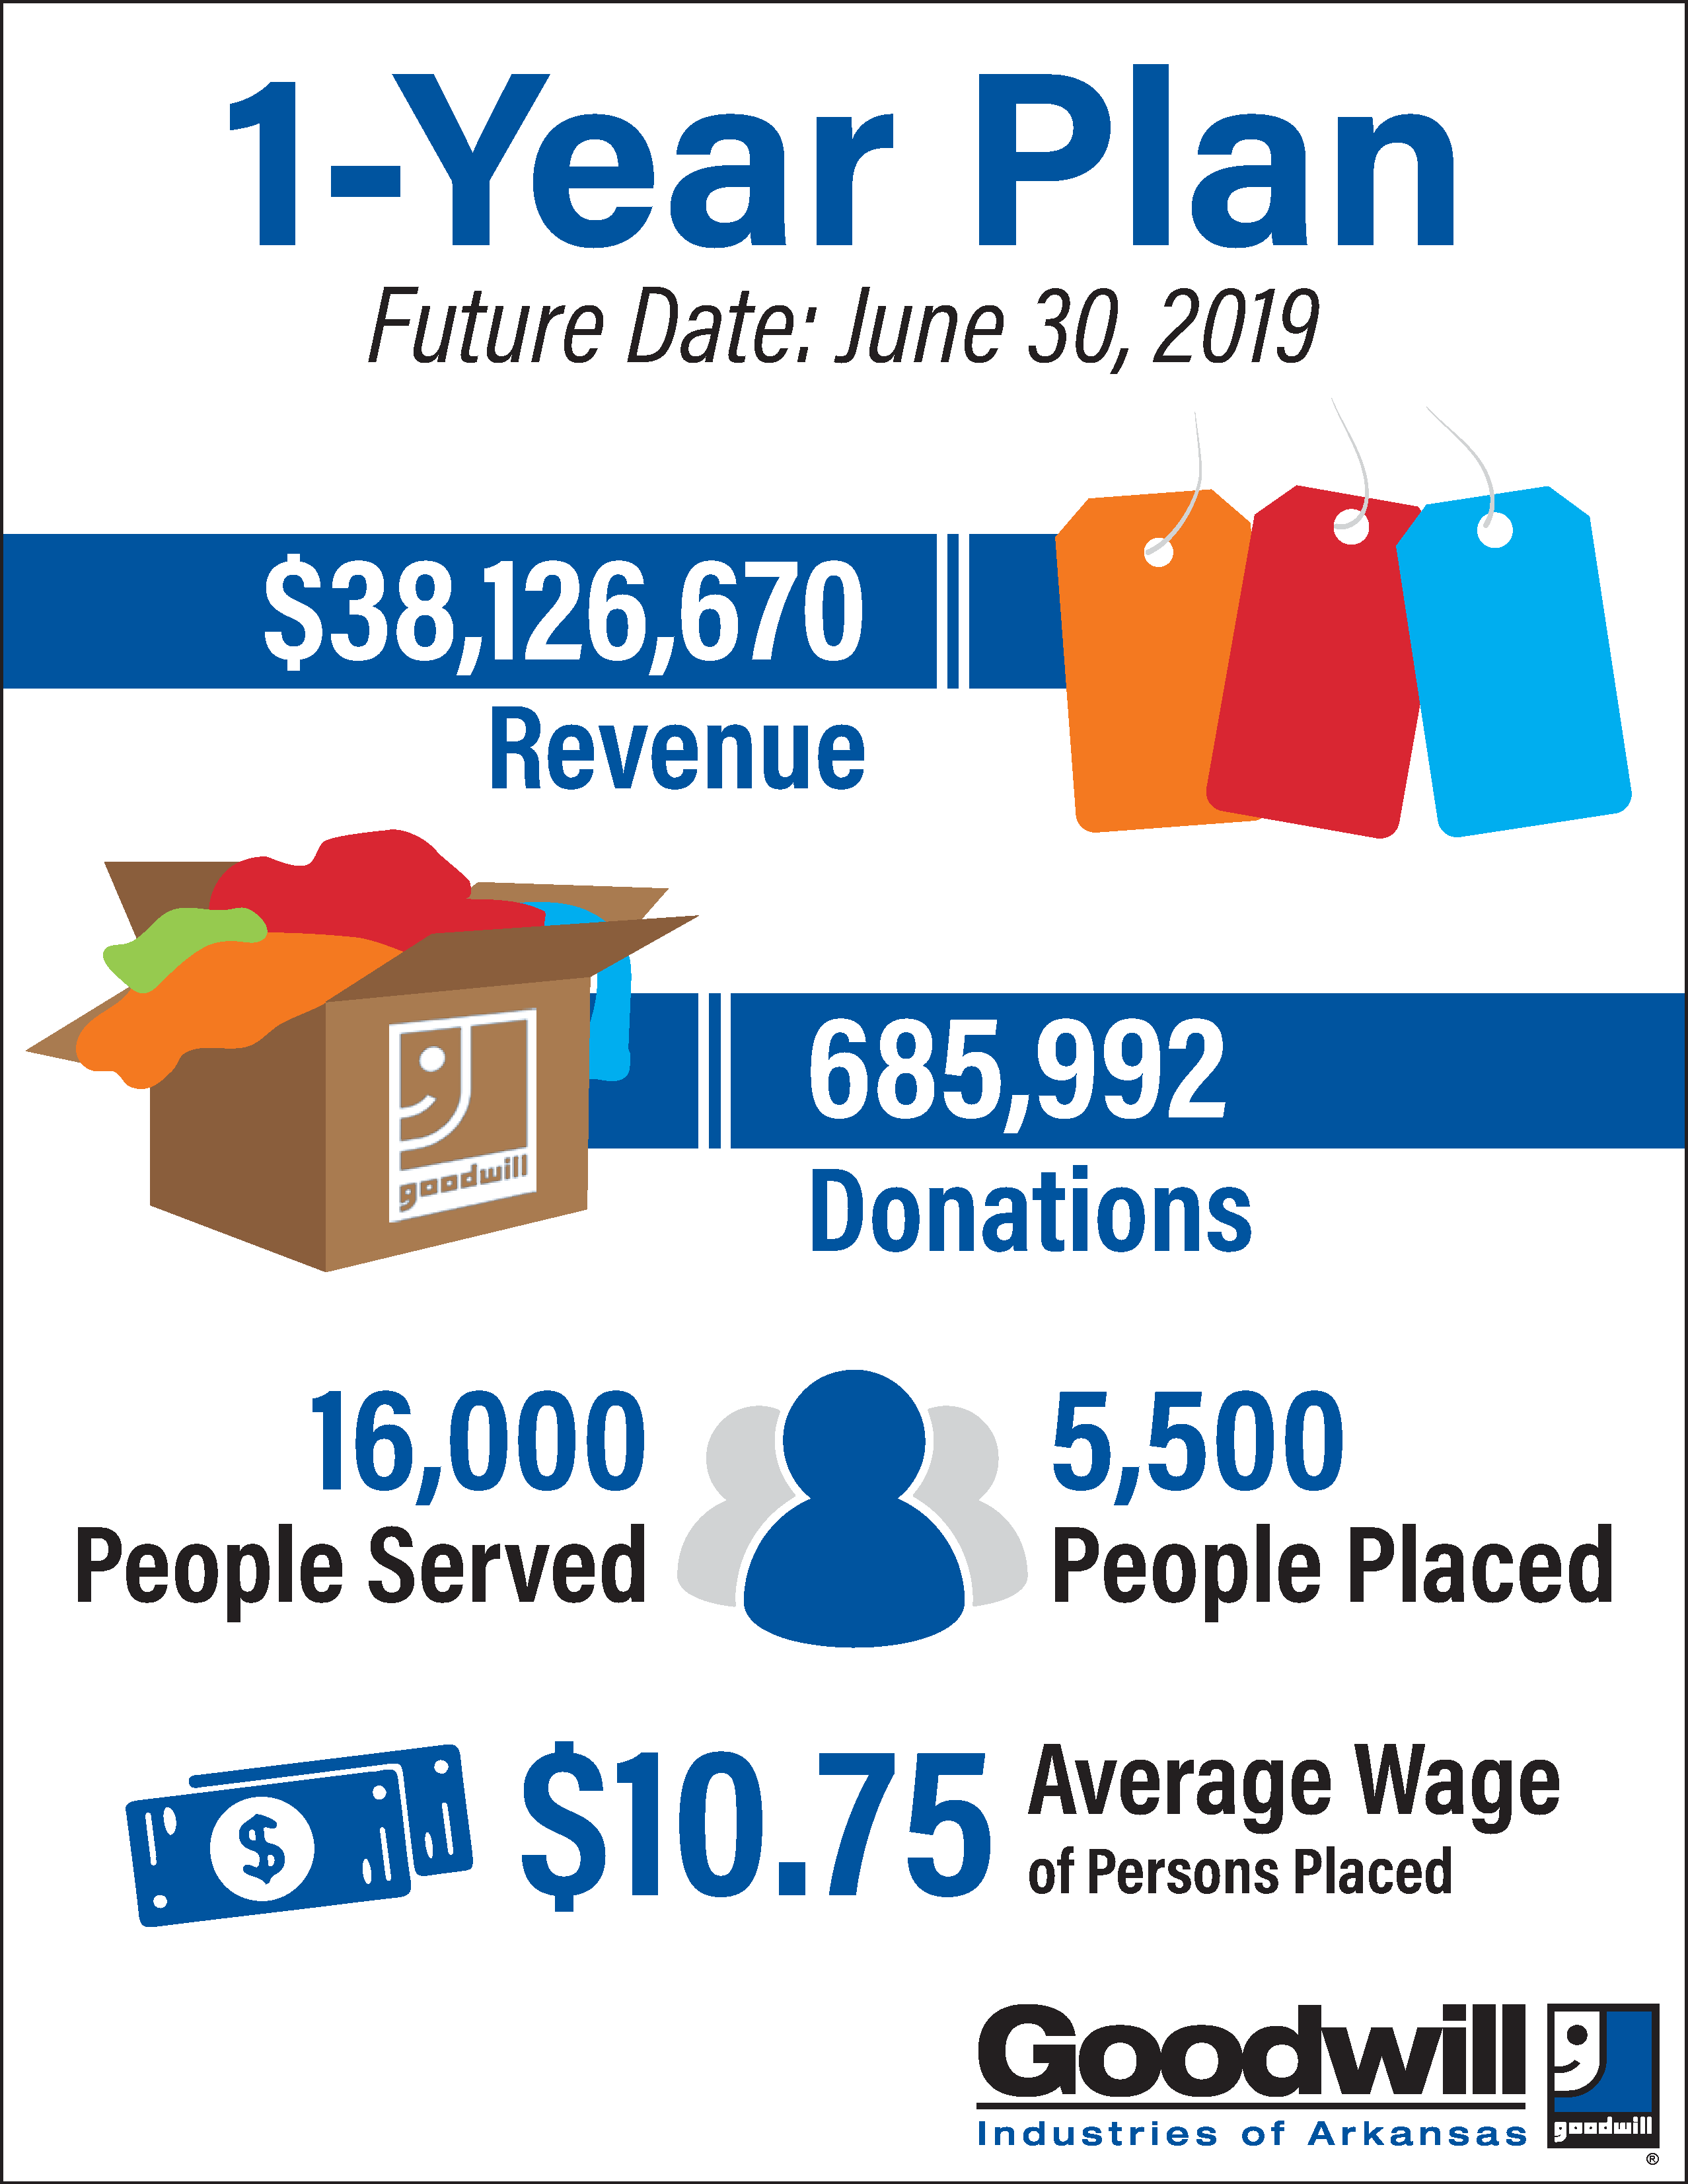 1-Year Plan
Future Date: June 30, 2019
$38,126,670
Revenue
goodwill
685,992
Donations
16,000
People Served
5,500
People Placed
$
$10.75
Average Wage
of Persons Placed
Goodwill
Industries of Arkansas
goodwill
®